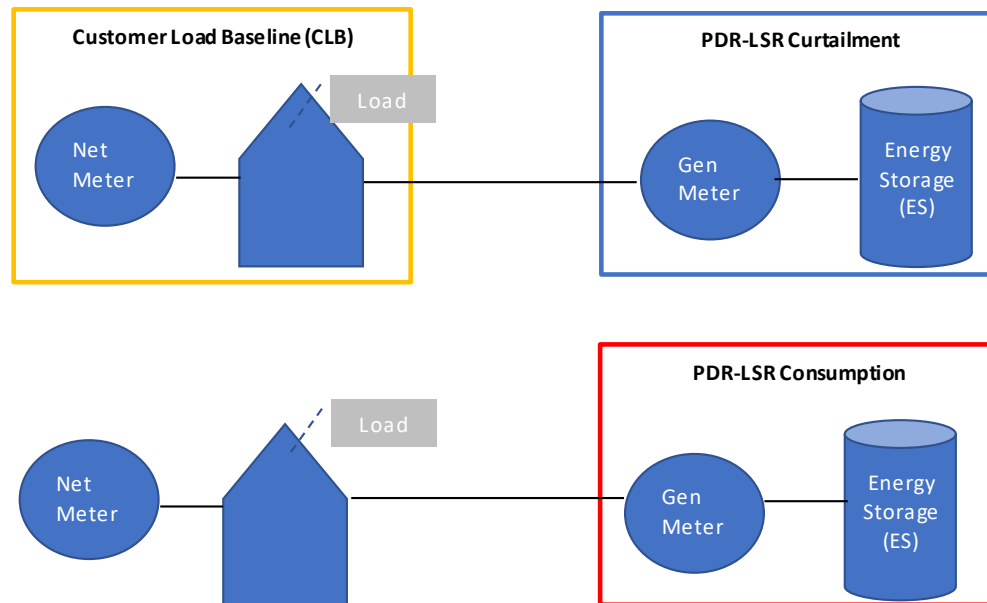 Customer Load Baseline (CLB)
PDR-LSR Curtailment
Load
Net
Meter
Gen
Meter
Energy
Storage
(ES)
PDR-LSR Consumption
Load
Net
Meter
Gen
Meter
Energy
Storage
(ES)